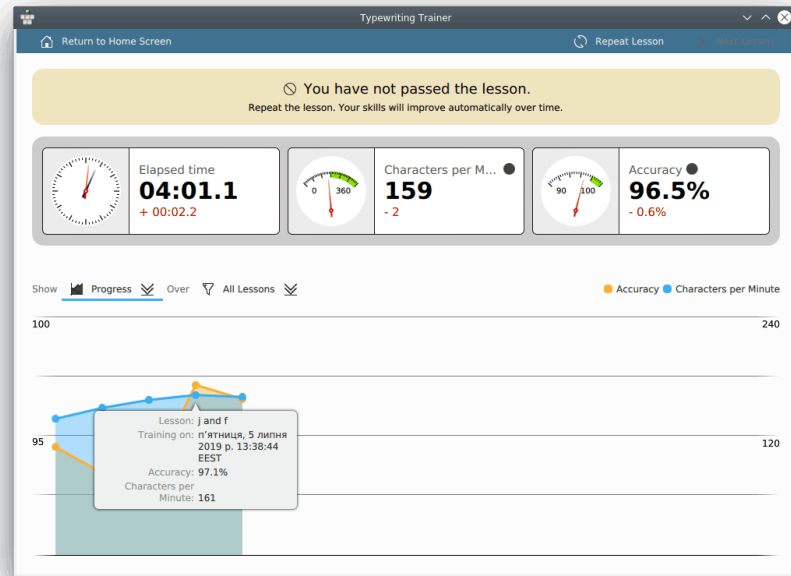 Typewriting Trainer
Return to Home Screen
Repeat Lesson
Next Lesson
You have not passed the lesson.
Repeat the lesson. Your skills will improve automatically over time.
Elapsed time
04:01.1
+ 00:02.2
0 360
Characters per M...
159
- 2
90 100
Accuracy
96.5%
- 0.6%
Show Progress Over All Lessons
Accuracy Characters per Minute
100 240
95 120
Lesson: j and f
Training on: п'ятниця, 5 липня
2019 р. 13:38:44
EEST
Accuracy: 97.1%
Characters per
Minute: 161